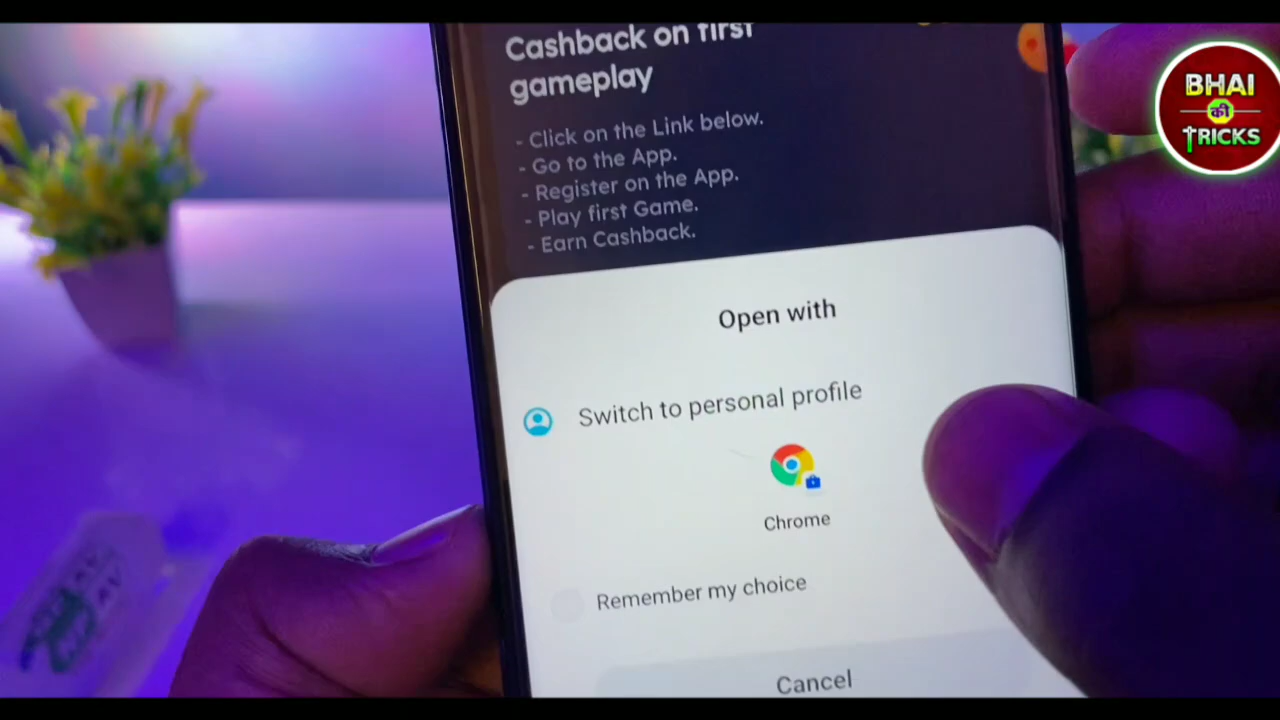 Cashback on first
gameplay
- Click on the Link below.
- Go to the App.
- Register on the App.
- Play first Game.
- Earn Cashback.
Open with
Switch to personal profile
Chrome
Remember my choice
Cancel
BHAI
की
TRICKS